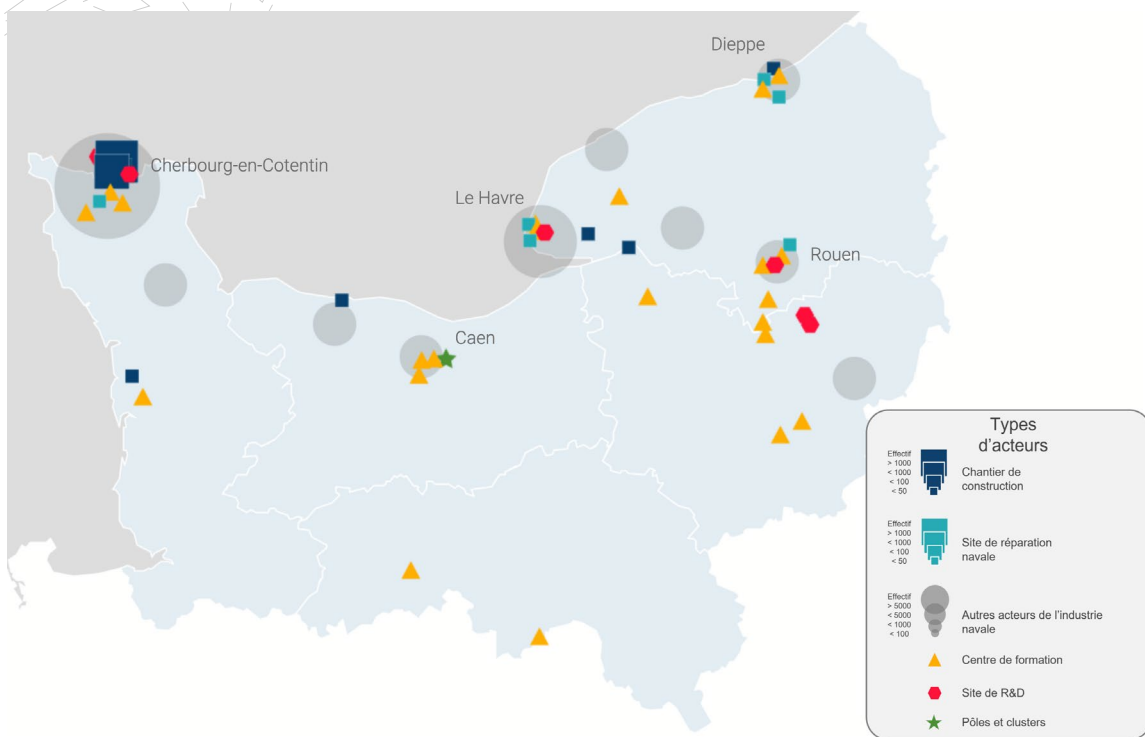 Dieppe
Cherbourg-en-Cotentin
Le Havre
Rouen
Caen
Types
d'acteurs
Effectif
> 1000
< 1000
< 100
< 50
Chantier de
construction
Effectif
> 1000
< 1000
< 100
< 50
Site de réparation
navale
Effectif
> 5000
< 5000
< 1000
< 100
Autres acteurs de l'industrie
navale
Centre de formation
Site de R&D
Pôles et clusters